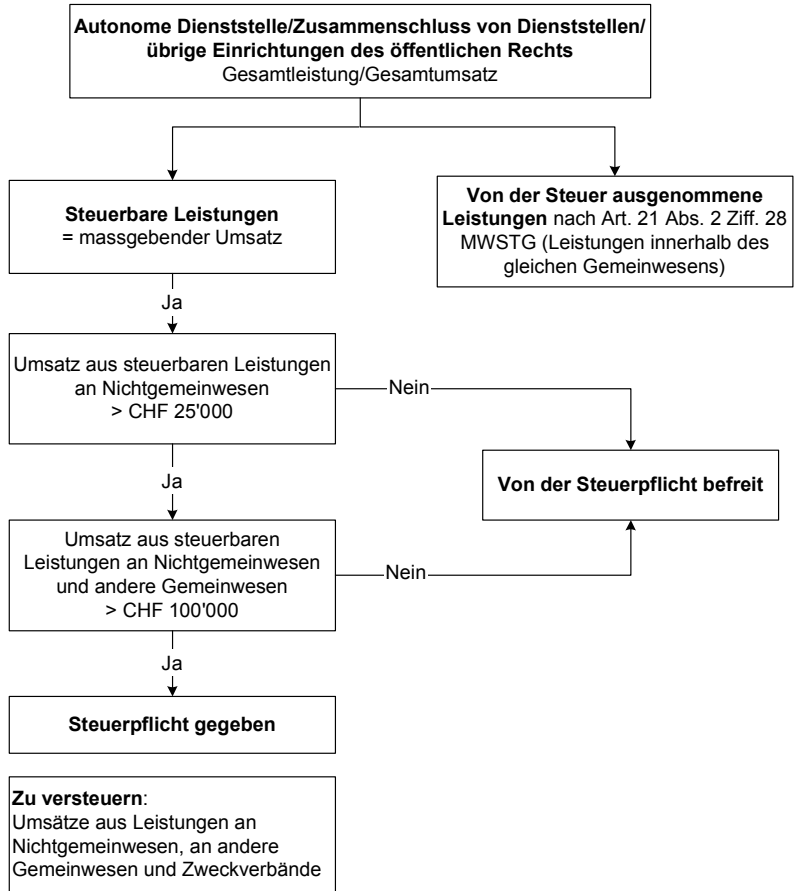 Autonome Dienststelle/Zusammenschluss von Dienststellen/
übrige Einrichtungen des öffentlichen Rechts
Gesamtleistung/Gesamtumsatz
Steuerbare Leistungen
= massgebender Umsatz
Von der Steuer ausgenommene
Leistungen nach Art. 21 Abs. 2 Ziff. 28
MWSTG (Leistungen innerhalb des
gleichen Gemeinwesens)
Ja
Umsatz aus steuerbaren Leistungen
an Nichtgemeinwesen
> CHF 25'000
Nein
Ja
Von der Steuerpflicht befreit
Umsatz aus steuerbaren
Leistungen an Nichtgemeinwesen
und andere Gemeinwesen
> CHF 100'000
Nein
Ja
Steuerpflicht gegeben
Zu versteuern:
Umsätze aus Leistungen an
Nichtgemeinwesen, an andere
Gemeinwesen und Zweckverbände